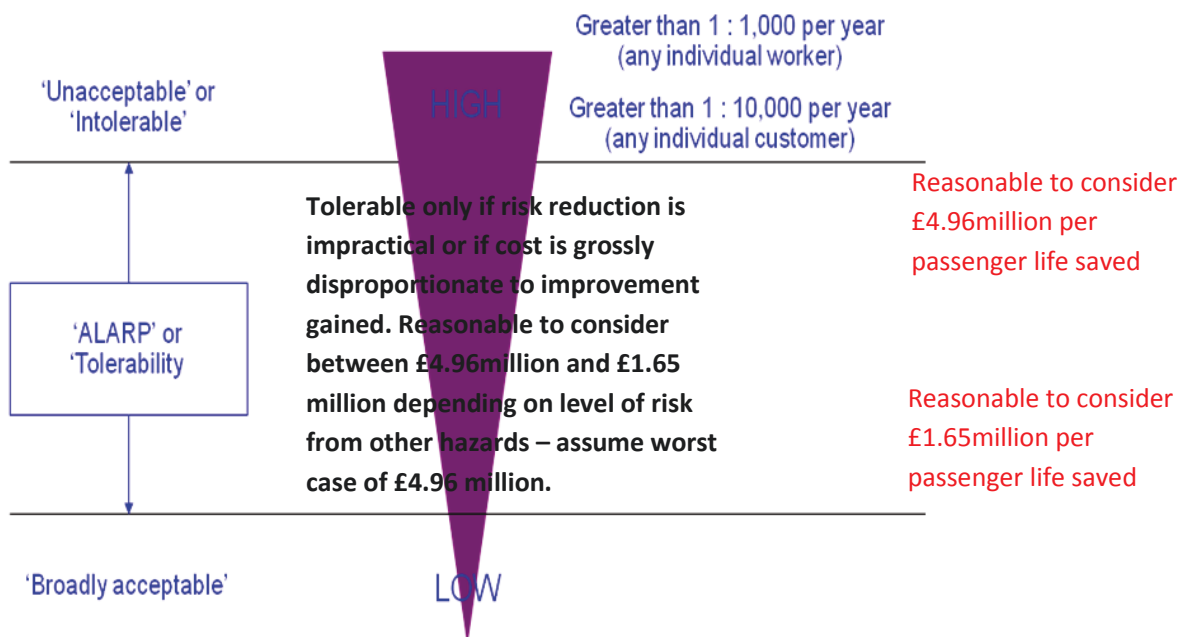 Greater than 1 : 1,000 per year
(any individual worker)
'Unacceptable' or
'Intolerable'
HIGH
Greater than 1 : 10,000 per year
(any individual customer)
Reasonable to consider
£4.96million per
passenger life saved
Tolerable only if risk reduction is
impractical or if cost is grossly
disproportionate to improvement
gained. Reasonable to consider
between £4.96million and £1.65
million depending on level of risk
from other hazards – assume worst
case of £4.96 million.
'ALARP' or
'Tolerability
Reasonable to consider
£1.65million per
passenger life saved
'Broadly acceptable'
LOW